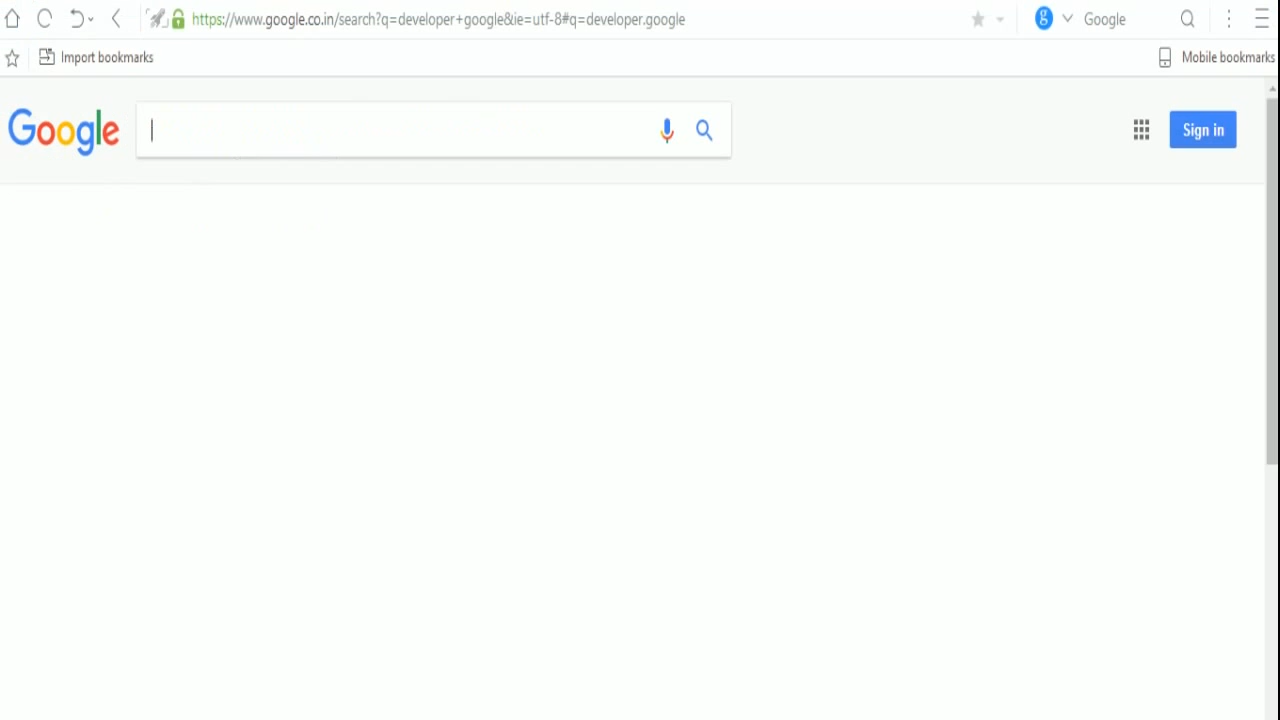 https://www.google.co.in/search?q=developer+google&ie=utf-8#q=developer.google
g Google
Import bookmarks
Mobile bookmarks
Google
Sign in